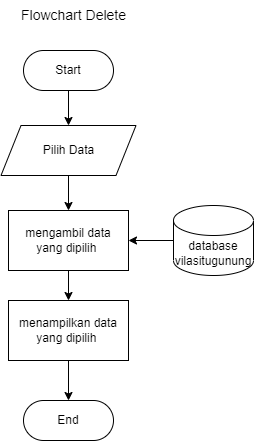 Flowchart Delete
Start
Pilih Data
mengambil data
yang dipilih
database
vilasitugunung
menampilkan data
yang dipilih
End